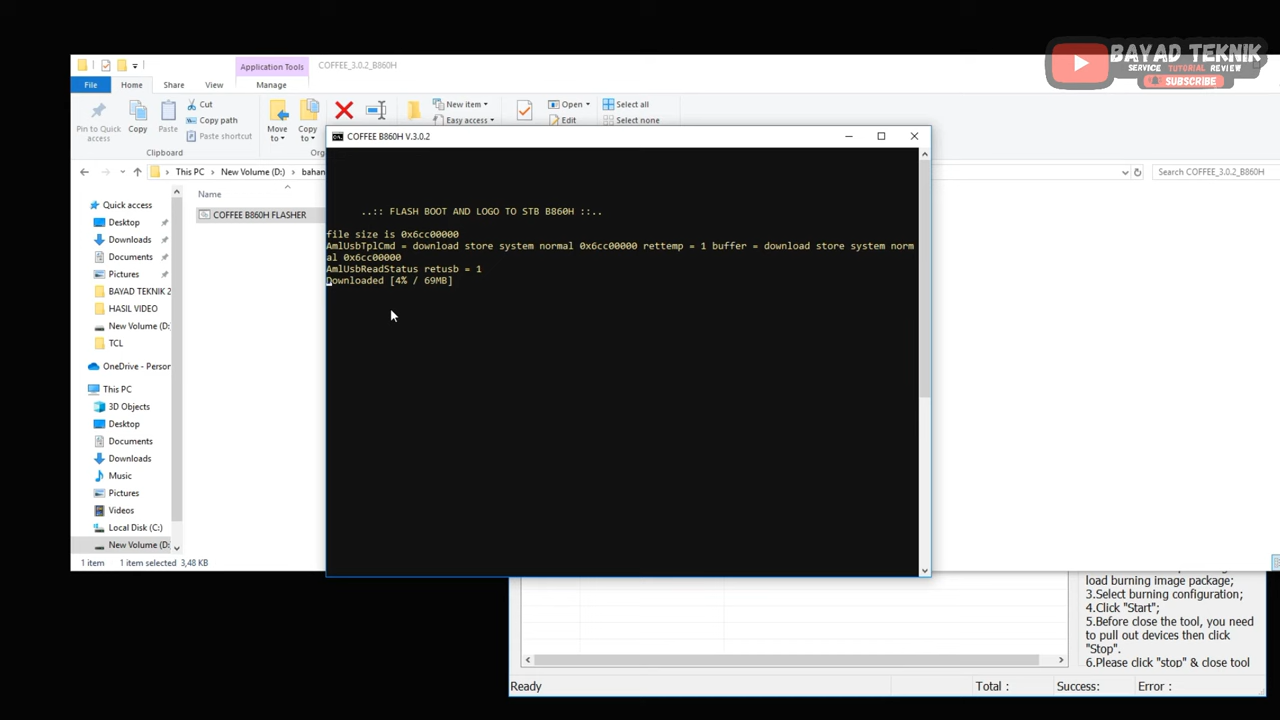 BAYAD TEKNIK
SERVICE TUTORIAL REVIEW
SUBSCRIBE
Application Tools
COFFEE_3.0.2_B860H
File
Home
Share
View
Manage
Pin to Quick
access
Copy
Paste
Cut
Copy path
Paste shortcut
Clipboard
Move
to
Copy
to
New item
Easy access
Open
Edit
Select all
Select none
This PC
New Volume (D:)
COFFEE_3.0.2_B860H
Search COFFEE_3.0.2_B860H
COFFEE B860H V.3.0.2
..:: FLASH BOOT AND LOGO TO STB B860H ::..
file size is 0x6cc00000
AmlUsbTplCmd = download store system normal 0x6cc00000 rettemp = 1 buffer = download store system norm
al 0x6cc00000
AmlUsbReadStatus retusb = 1
Downloaded [4% / 69MB]
Name
COFFEE B860H FLASHER
Quick access
Desktop
Downloads
Documents
Pictures
BAYAD TEKNIK 2
HASIL VIDEO
New Volume (D:
TCL
OneDrive - Person
This PC
3D Objects
Desktop
Documents
Downloads
Music
Pictures
Videos
Local Disk (C:)
New Volume (D:
1 item
1 item selected 3,48 KB
load burning image package;
3.Select burning configuration;
4.Click "Start";
5.Before close the tool, you need
to pull out devices then click
"Stop".
6.Please click "stop" & close tool
Ready
Total :
Success:
Error :